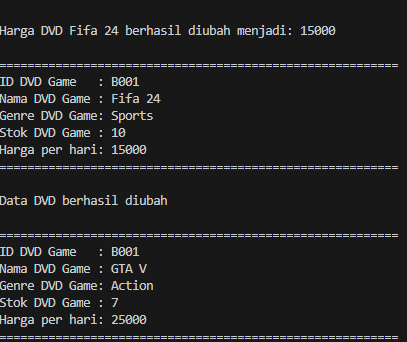 Harga DVD Fifa 24 berhasil diubah menjadi: 15000
=========================================================
ID DVD Game   : B001
Nama DVD Game : Fifa 24
Genre DVD Game: Sports
Stok DVD Game : 10
Harga per hari: 15000
=========================================================
Data DVD berhasil diubah
=========================================================
ID DVD Game   : B001
Nama DVD Game : GTA V
Genre DVD Game: Action
Stok DVD Game : 7
Harga per hari: 25000
=========================================================